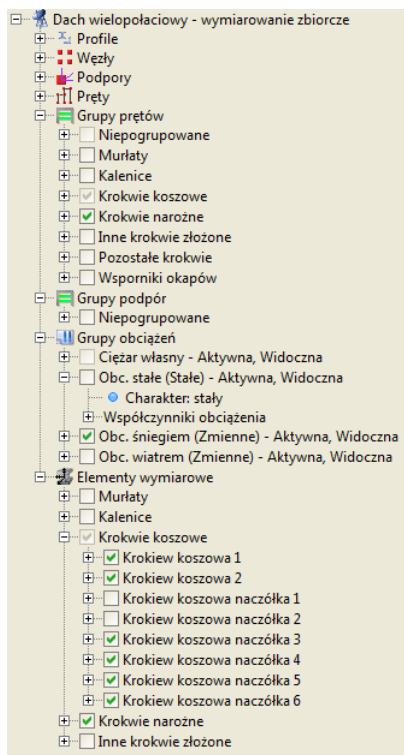 Dach wielopołaciowy - wymiarowanie zbiorcze
Profile
Węzły
Podpory
Pręty
Grupy prętów
Niepogrupowane
Murłaty
Kalenice
Krokwie koszowe
Krokwie narożne
Inne krokwie złożone
Pozostałe krokwie
Wsporniki okapów
Grupy podpór
Niepogrupowane
Grupy obciążeń
Ciężar własny - Aktywna, Widoczna
Obc. stałe (Stałe) - Aktywna, Widoczna
Charakter: stały
Współczynniki obciążenia
Obc. śniegiem (Zmienne) - Aktywna, Widoczna
Obc. wiatrem (Zmienne) - Aktywna, Widoczna
Elementy wymiarowe
Murłaty
Kalenice
Krokwie koszowe
Krokiew koszowa 1
Krokiew koszowa 2
Krokiew koszowa naczółka 1
Krokiew koszowa naczółka 2
Krokiew koszowa naczółka 3
Krokiew koszowa naczółka 4
Krokiew koszowa naczółka 5
Krokiew koszowa naczółka 6
Krokwie narożne
Inne krokwie złożone